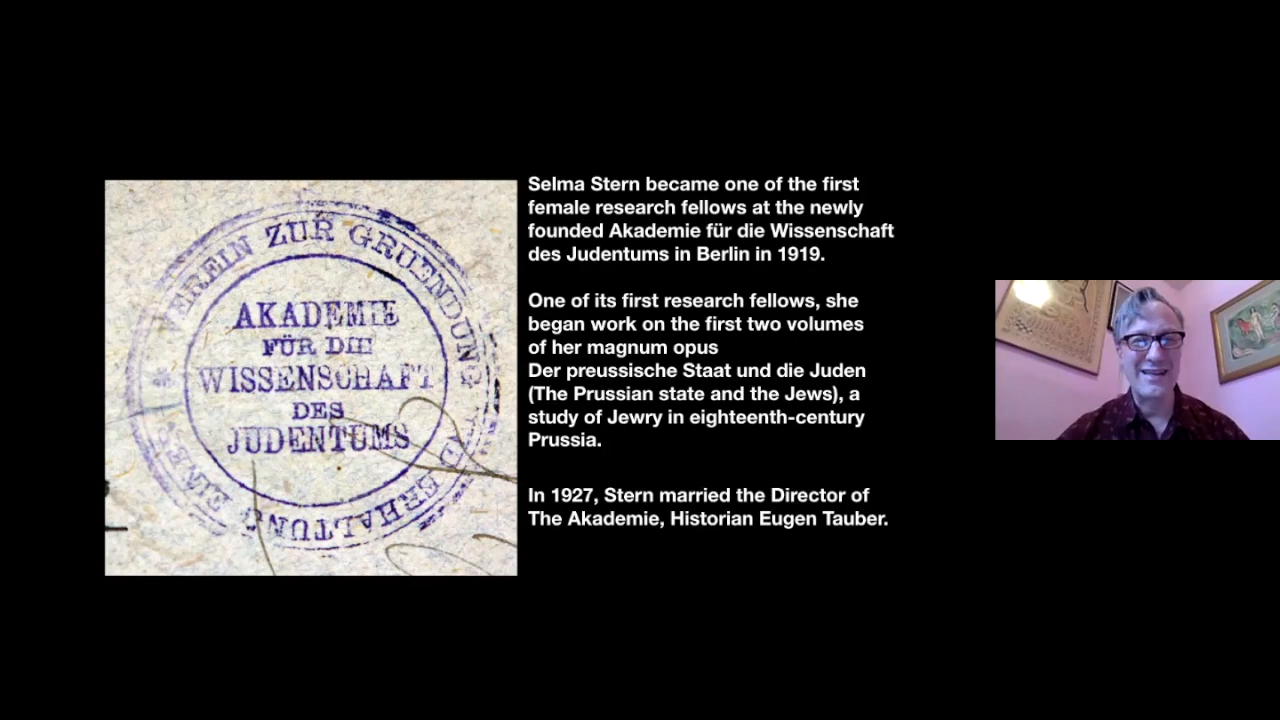 VEREIN ZUR GRUENDUNG UND ERHALTUNG EINER
AKADEMIE
FÜR DIE
WISSENSCHAFT
DES
JUDENTUMS
Selma Stern became one of the first
female research fellows at the newly
founded Akademie für die Wissenschaft
des Judentums in Berlin in 1919.
One of its first research fellows, she
began work on the first two volumes
of her magnum opus
Der preussische Staat und die Juden
(The Prussian state and the Jews), a
study of Jewry in eighteenth-century
Prussia.
In 1927, Stern married the Director of
The Akademie, Historian Eugen Tauber.